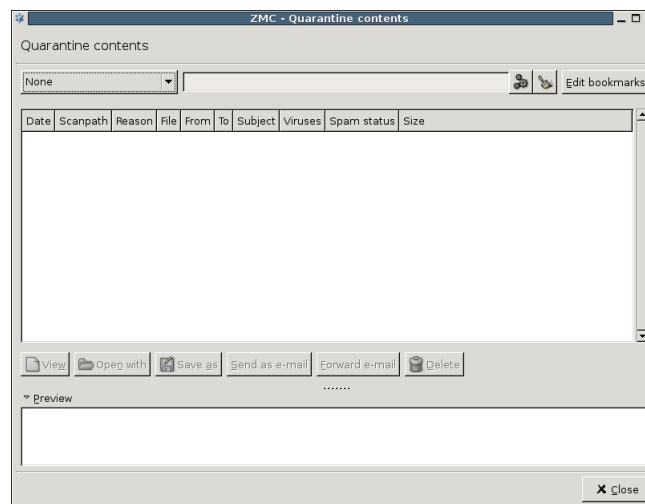 ZMC - Quarantine contents
Quarantine contents
None
Edit bookmarks
Date Scanpath Reason File From To Subject Viruses Spam status Size
View Open with Save as Send as e-mail Forward e-mail Delete
Preview
Close